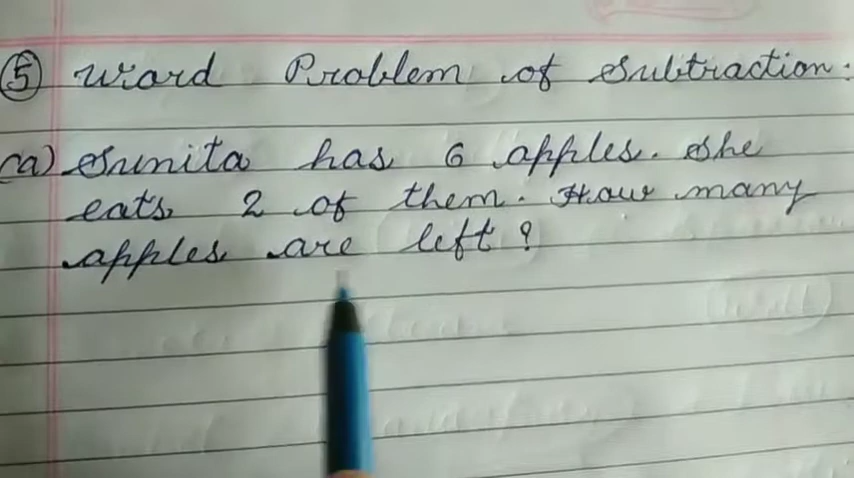 5 Word Problem of Subtraction:
(a) Sunita has 6 apples. She
eats 2 of them. How many
apples are left?